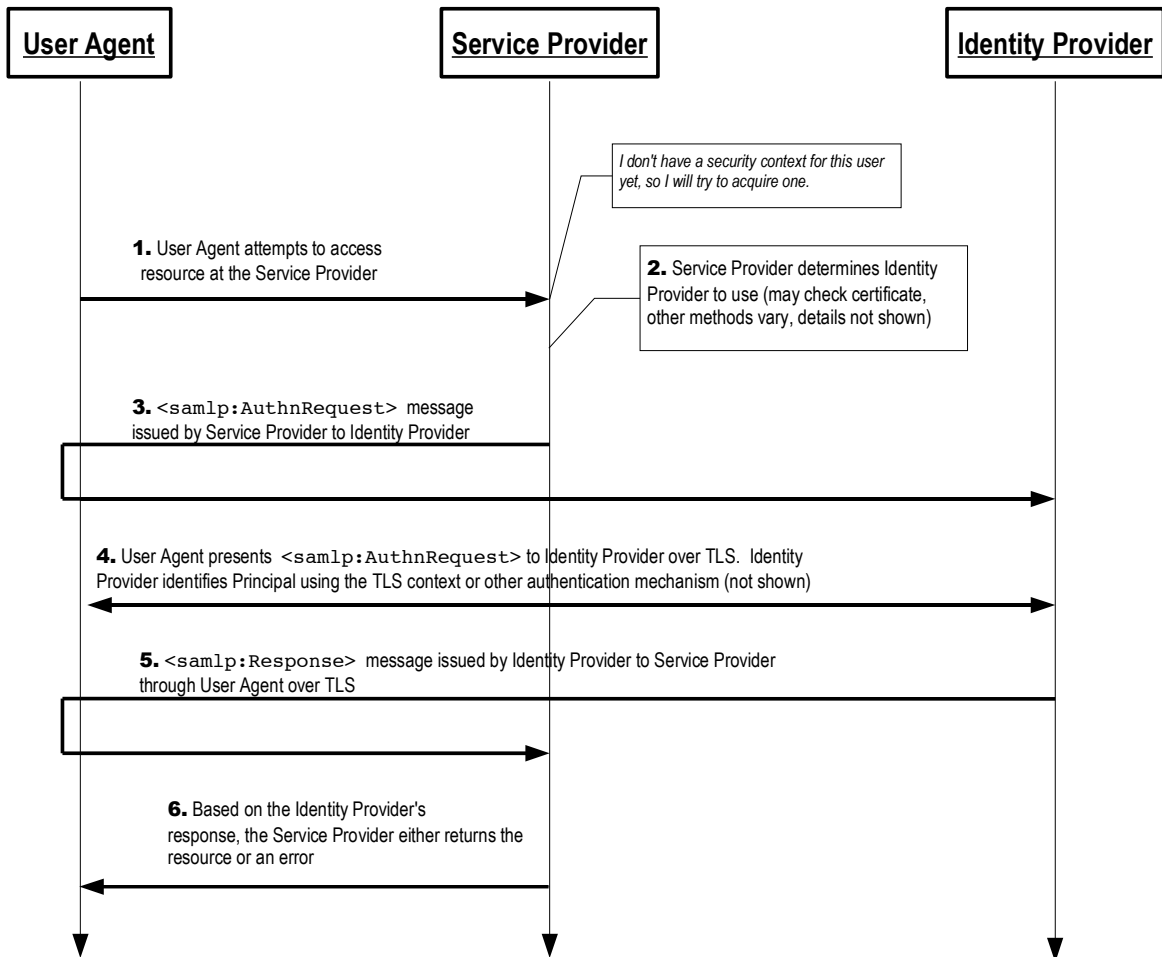 User Agent
Service Provider
Identity Provider
I don't have a security context for this user
yet, so I will try to acquire one.
1. User Agent attempts to access
resource at the Service Provider
2. Service Provider determines Identity
Provider to use (may check certificate,
other methods vary, details not shown)
3. <samlp:AuthnRequest> message
issued by Service Provider to Identity Provider
4. User Agent presents <samlp:AuthnRequest> to Identity Provider over TLS. Identity
Provider identifies Principal using the TLS context or other authentication mechanism (not shown)
5. <samlp:Response> message issued by Identity Provider to Service Provider
through User Agent over TLS
6. Based on the Identity Provider's
response, the Service Provider either returns the
resource or an error